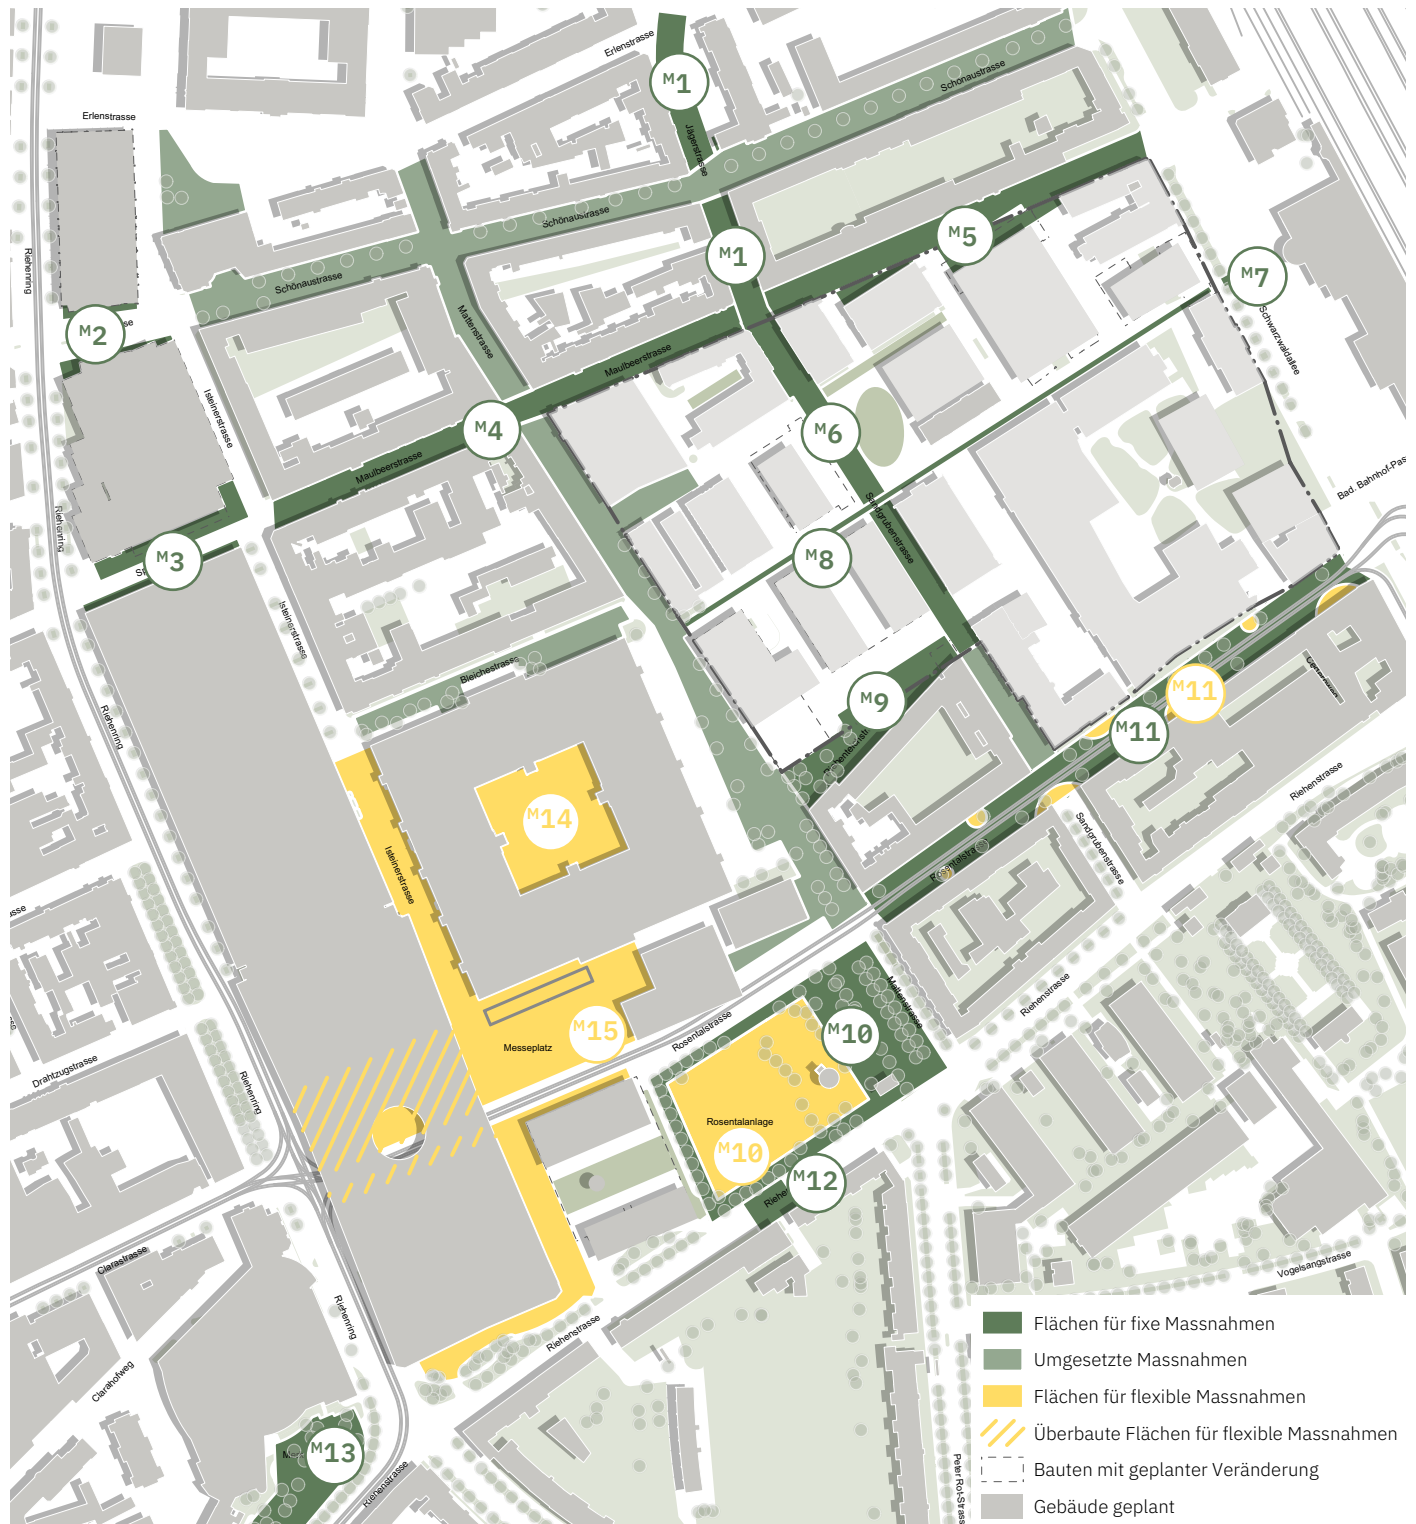 Erlenstrasse
M1
Schönaustrasse
Erlenstrasse
Jägerstrasse
Schönaustrasse
M5
M1
M7
Riehenring
Schönaustrasse
Mattenstrasse
M2
Schwarzwaldallee
Maulbeerstrasse
Isteinerstrasse
M4
M6
Maulbeerstrasse
Bad. Bahnhof-Pas
Riehenring
Sandgrubenstrasse
M3
M8
Isteinerstrasse
Bleichestrasse
M11
M9
M11
Riehenring
Riehenstrasse
M14
Sandgrubenstrasse
Isteinerstrasse
Mattenstrasse
Riehenstrasse
M15
M10
Rosentalstrasse
Messeplatz
Drahtzugstrasse
Riehenring
Rosentalanlage
M10
M12
Clarastrasse
Vogelsangstrasse
Riehenring
Riehenstrasse
Clarahofweg
M13
Riehenstrasse
Peter Rot-Strass
Flächen für fixe Massnahmen
Umgesetzte Massnahmen
Flächen für flexible Massnahmen
Überbaute Flächen für flexible Massnahmen
Bauten mit geplanter Veränderung
Gebäude geplant